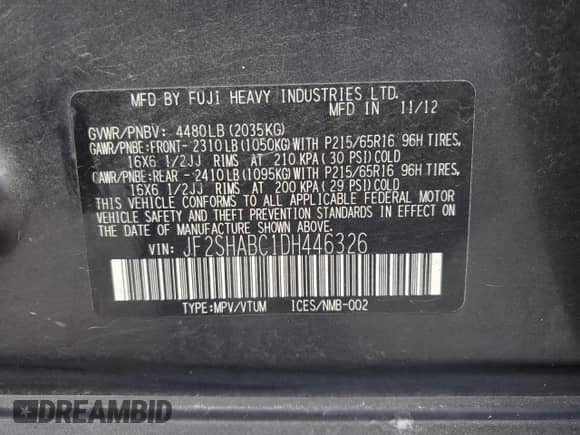 MFD BY FUJI HEAVY INDUSTRIES LTD.
MFD IN 11/12
GVWR/PNBV: 4480LB(2035KG)
GAWR/PNBE:FRONT- 2310LB(1050KG)WITH P215/65R16 96H TIRES,
16X6 1/2JJ RIMS AT 210KPA(30 PSI)COLD
GAWR/PNBE:REAR -2410LB(1095KG)WITH P215/65R16 96H TIRES,
16X6 1/2JJ RIMS AT 200KPA(29 PSI)COLD
THIS VEHICLE CONFORMS TO ALL APPLICABLE FEDERAL MOTOR
VEHICLE SAFETY AND THEFT PREVENTION STANDARDS IN EFFECT
ON THE DATE OF MANUFACTURE SHOWN ABOVE.
VIN: JF2SHABC1DH446326
TYPE:MPV/VTUM ICES/NMB-002
DREAMBID